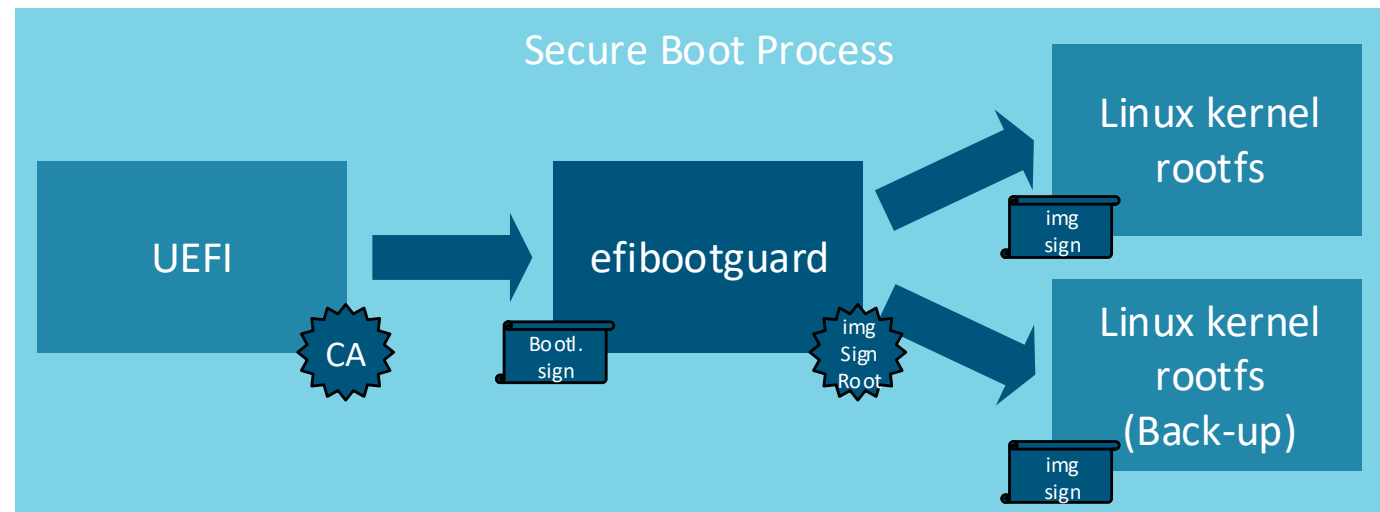 Secure Boot Process
UEFI
CA
efibootguard
Bootl.
sign
img
Sign
Root
Linux kernel
rootfs
img
sign
Linux kernel
rootfs
(Back-up)
img
sign